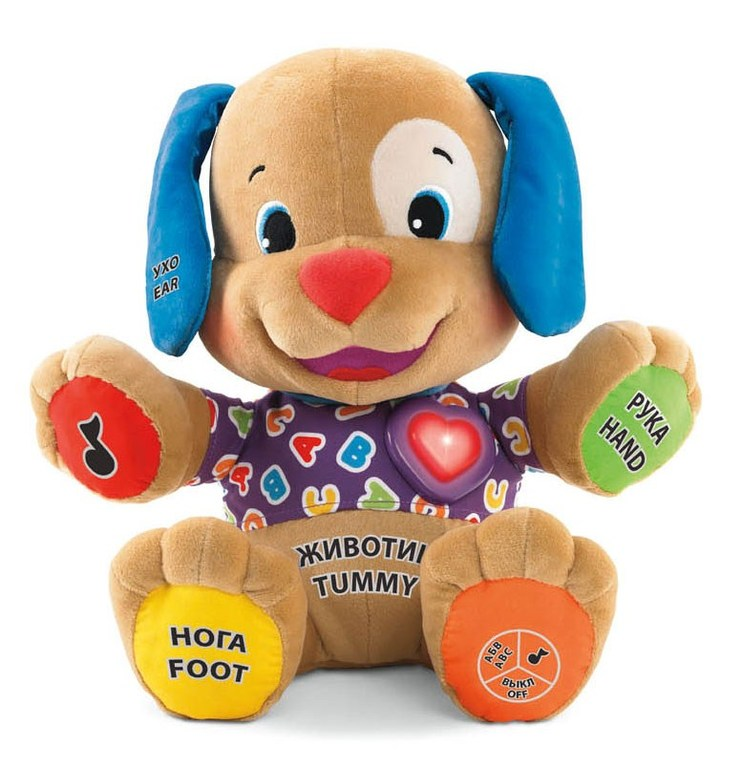 УХО
EAR
РУКА
HAND
TUMMY
НОГА
FOOT
АБВ
ABC
ВЫКЛ
OFF